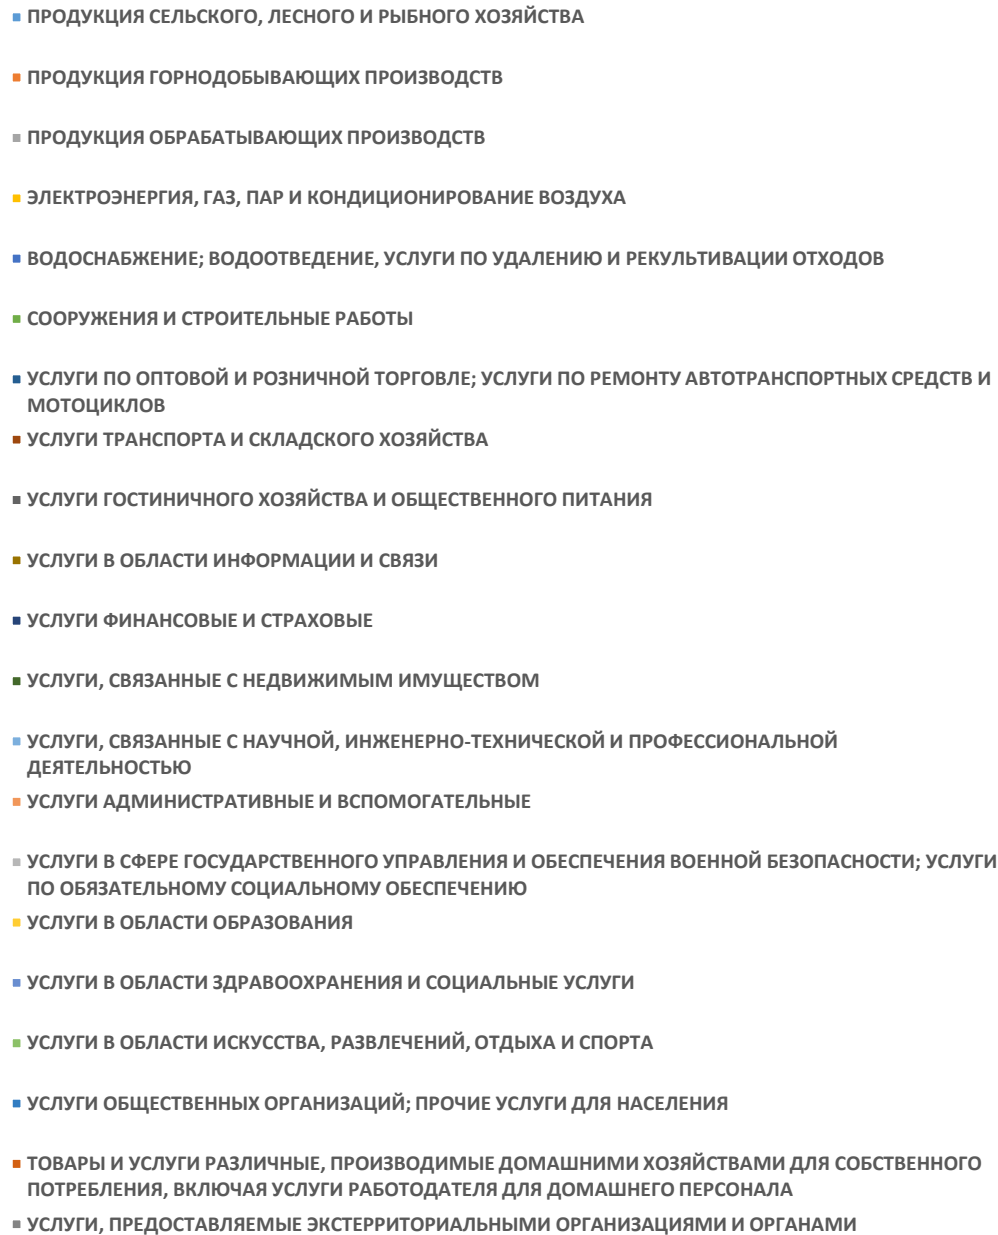 ПРОДУКЦИЯ СЕЛЬСКОГО, ЛЕСНОГО И РЫБНОГО ХОЗЯЙСТВА
ПРОДУКЦИЯ ГОРНОДОБЫВАЮЩИХ ПРОИЗВОДСТВ
ПРОДУКЦИЯ ОБРАБАТЫВАЮЩИХ ПРОИЗВОДСТВ
ЭЛЕКТРОЭНЕРГИЯ, ГАЗ, ПАР И КОНДИЦИОНИРОВАНИЕ ВОЗДУХА
ВОДОСНАБЖЕНИЕ; ВОДООТВЕДЕНИЕ, УСЛУГИ ПО УДАЛЕНИЮ И РЕКУЛЬТИВАЦИИ ОТХОДОВ
СООРУЖЕНИЯ И СТРОИТЕЛЬНЫЕ РАБОТЫ
УСЛУГИ ПО ОПТОВОЙ И РОЗНИЧНОЙ ТОРГОВЛЕ; УСЛУГИ ПО РЕМОНТУ АВТОТРАНСПОРТНЫХ СРЕДСТВ И
МОТОЦИКЛОВ
УСЛУГИ ТРАНСПОРТА И СКЛАДСКОГО ХОЗЯЙСТВА
УСЛУГИ ГОСТИНИЧНОГО ХОЗЯЙСТВА И ОБЩЕСТВЕННОГО ПИТАНИЯ
УСЛУГИ В ОБЛАСТИ ИНФОРМАЦИИ И СВЯЗИ
УСЛУГИ ФИНАНСОВЫЕ И СТРАХОВЫЕ
УСЛУГИ, СВЯЗАННЫЕ С НЕДВИЖИМЫМ ИМУЩЕСТВОМ
УСЛУГИ, СВЯЗАННЫЕ С НАУЧНОЙ, ИНЖЕНЕРНО-ТЕХНИЧЕСКОЙ И ПРОФЕССИОНАЛЬНОЙ
ДЕЯТЕЛЬНОСТЬЮ
УСЛУГИ АДМИНИСТРАТИВНЫЕ И ВСПОМОГАТЕЛЬНЫЕ
УСЛУГИ В СФЕРЕ ГОСУДАРСТВЕННОГО УПРАВЛЕНИЯ И ОБЕСПЕЧЕНИЯ ВОЕННОЙ БЕЗОПАСНОСТИ; УСЛУГИ
ПО ОБЯЗАТЕЛЬНОМУ СОЦИАЛЬНОМУ ОБЕСПЕЧЕНИЮ
УСЛУГИ В ОБЛАСТИ ОБРАЗОВАНИЯ
УСЛУГИ В ОБЛАСТИ ЗДРАВООХРАНЕНИЯ И СОЦИАЛЬНЫЕ УСЛУГИ
УСЛУГИ В ОБЛАСТИ ИСКУССТВА, РАЗВЛЕЧЕНИЙ, ОТДЫХА И СПОРТА
УСЛУГИ ОБЩЕСТВЕННЫХ ОРГАНИЗАЦИЙ; ПРОЧИЕ УСЛУГИ ДЛЯ НАСЕЛЕНИЯ
ТОВАРЫ И УСЛУГИ РАЗЛИЧНЫЕ, ПРОИЗВОДИМЫЕ ДОМАШНИМИ ХОЗЯЙСТВАМИ ДЛЯ СОБСТВЕННОГО
ПОТРЕБЛЕНИЯ, ВКЛЮЧАЯ УСЛУГИ РАБОТОДАТЕЛЯ ДЛЯ ДОМАШНЕГО ПЕРСОНАЛА
УСЛУГИ, ПРЕДОСТАВЛЯЕМЫЕ ЭКСТЕРРИТОРИАЛЬНЫМИ ОРГАНИЗАЦИЯМИ И ОРГАНАМИ